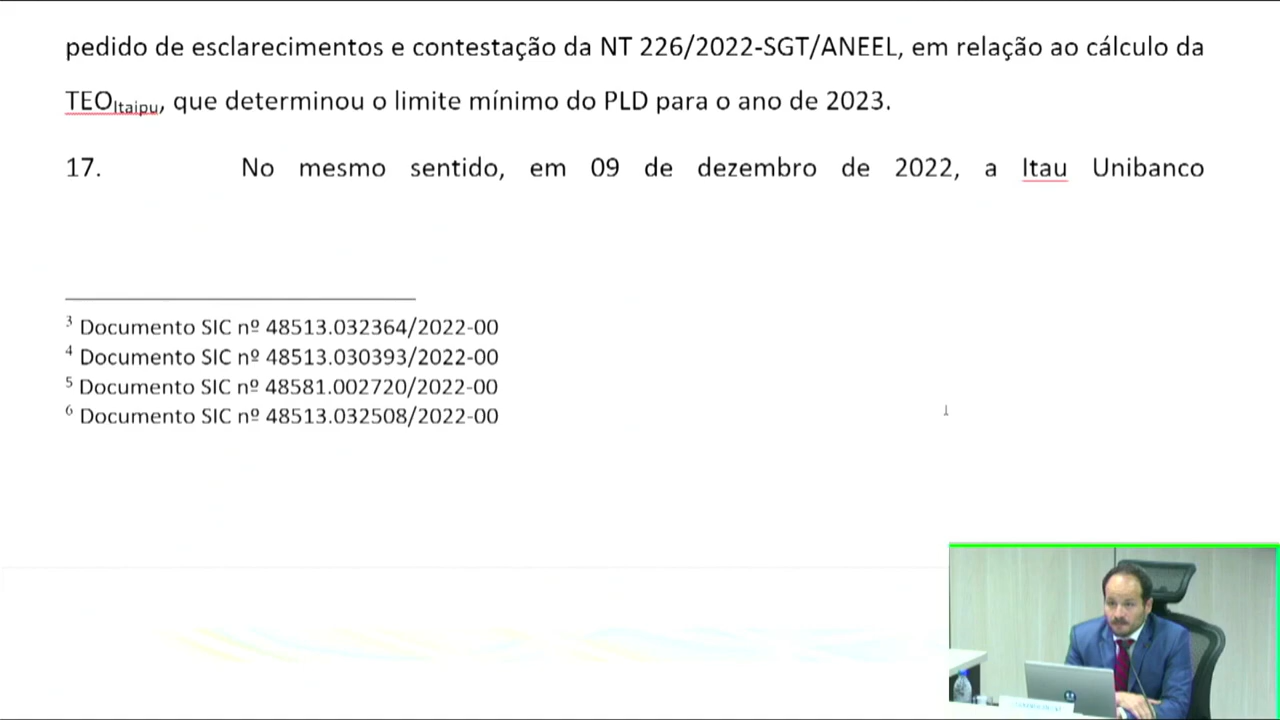 pedido de esclarecimentos e contestação da NT 226/2022-SGT/ANEEL, em relação ao cálculo da
TEOItaipu, que determinou o limite mínimo do PLD para o ano de 2023.
17. No mesmo sentido, em 09 de dezembro de 2022, a Itau Unibanco
3 Documento SIC nº 48513.032364/2022-00
4 Documento SIC nº 48513.030393/2022-00
5 Documento SIC nº 48581.002720/2022-00
6 Documento SIC nº 48513.032508/2022-00